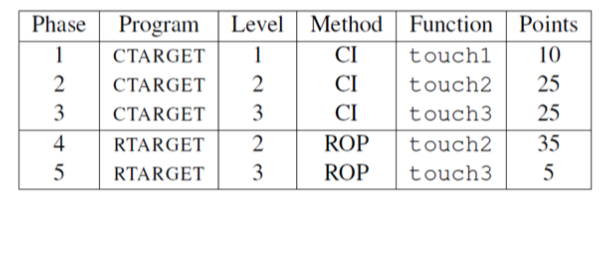 Phase Program Level Method Function Points
1 CTARGET 1 CI touch1 10
2 CTARGET 2 CI touch2 25
3 CTARGET 3 CI touch3 25
4 RTARGET 2 ROP touch2 35
5 RTARGET 3 ROP touch3 5